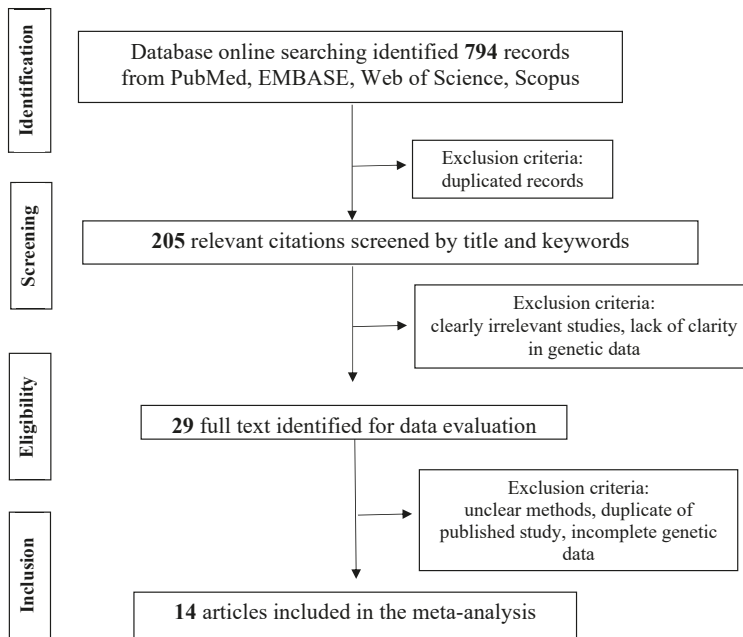 Identification
Database online searching identified 794 records
from PubMed, EMBASE, Web of Science, Scopus
Exclusion criteria:
duplicated records
Screening
205 relevant citations screened by title and keywords
Exclusion criteria:
clearly irrelevant studies, lack of clarity
in genetic data
Eligibility
29 full text identified for data evaluation
Exclusion criteria:
unclear methods, duplicate of
published study, incomplete genetic
data
Inclusion
14 articles included in the meta-analysis